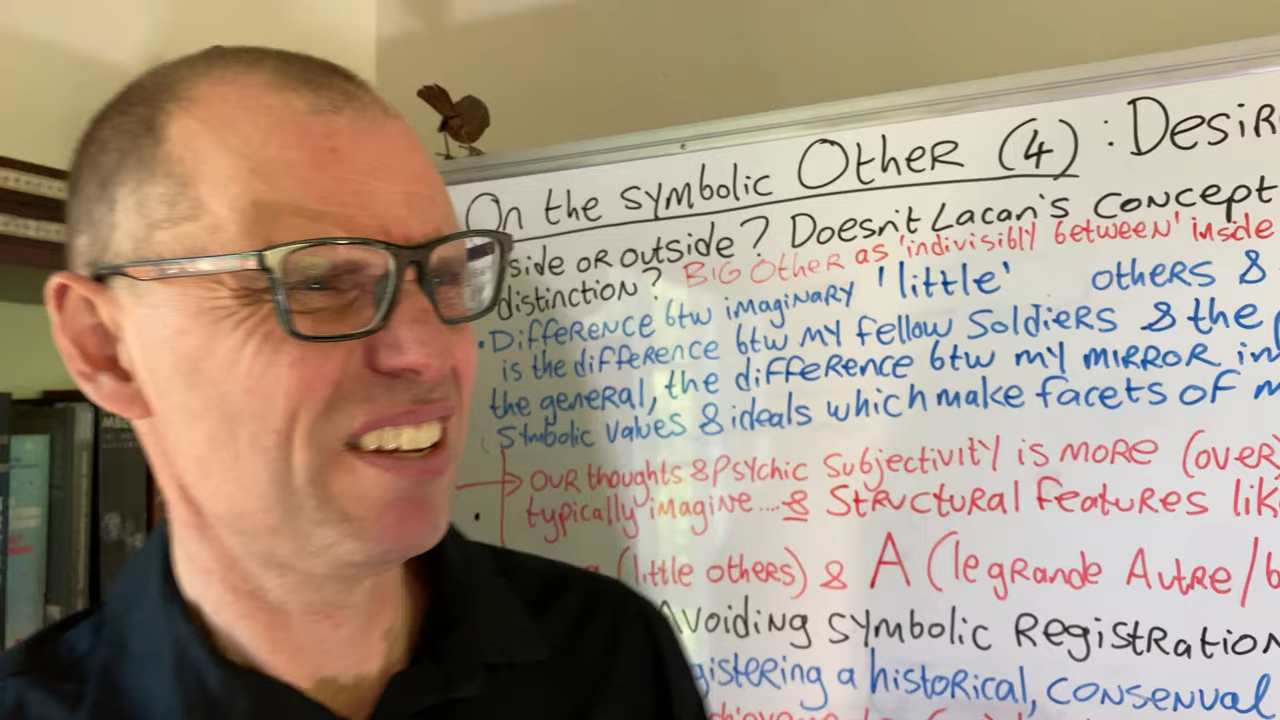 On the symbolic Other (4) : Desir
side or outside? Doesn't Lacan's concept
distinction? Big Other as 'indivisibly between' inside
• Difference btw imaginary 'little' others &
is the difference btw my fellow soldiers & the
the general, the difference btw my mirror
symbolic values & ideals which make facets of
our thoughts & psychic subjectivity is more (over)
typically imagine.... & structural features
(little others) & A (le grande Autre/b
Avoiding symbolic Registration
gistering a historical, consensual